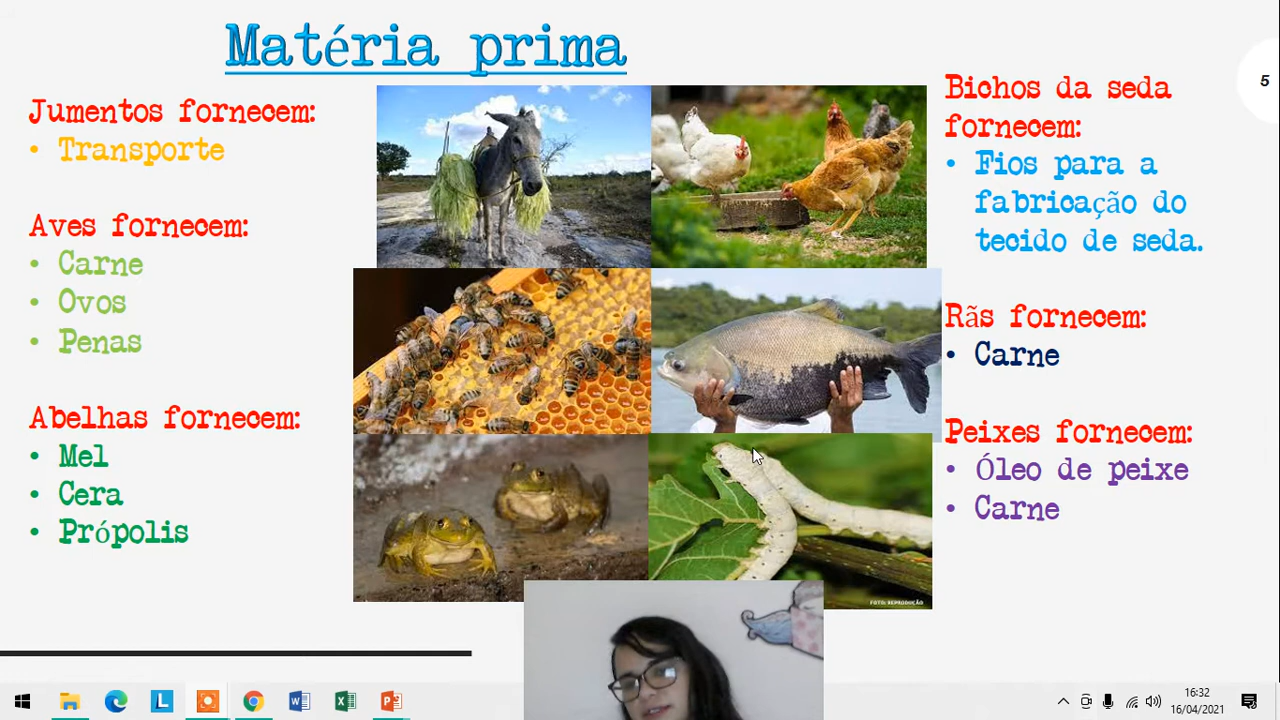 Matéria prima
5
Jumentos fornecem:
• Transporte
Aves fornecem:
• Carne
• Ovos
• Penas
Abelhas fornecem:
• Mel
• Cera
• Própolis
Bichos da seda
fornecem:
• Fios para a
fabricação do
tecido de seda.
Rãs fornecem:
• Carne
Peixes fornecem:
• Óleo de peixe
• Carne
FOTO: REPRODUÇÃO
16:32
16/04/2021